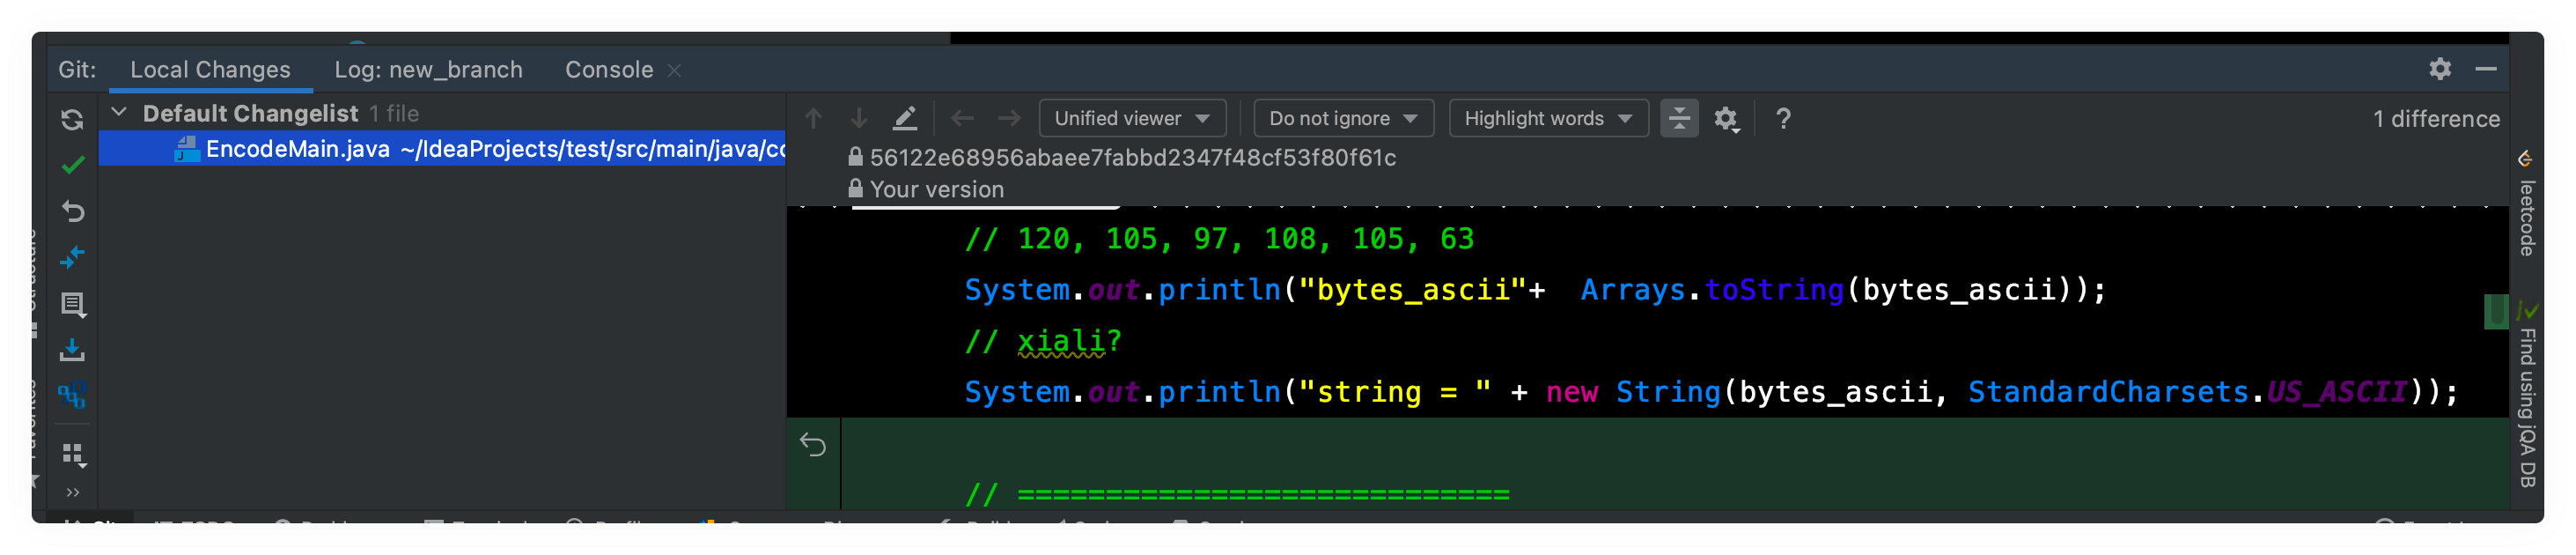 Git: Local Changes Log: new_branch Console
Default Changelist 1 file
EncodeMain.java ~/IdeaProjects/test/src/main/java/co
Unified viewer Do not ignore Highlight words ? 1 difference
56122e68956abaee7fabbd2347f48cf53f80f61c
Your version
// 120, 105, 97, 108, 105, 63
System.out.println("bytes_ascii"+  Arrays.toString(bytes_ascii));
// xiali?
System.out.println("string = " + new String(bytes_ascii, StandardCharsets.US_ASCII));
// ============================
leetcode
Find using jQA DB